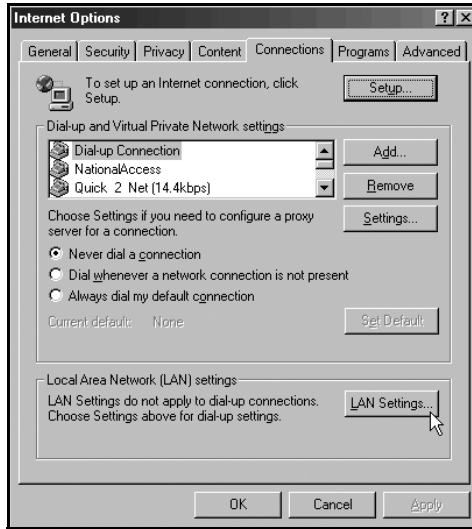 Internet Options
General Security Privacy Content Connections Programs Advanced
To set up an Internet connection, click
Setup.
Setup...
Dial-up and Virtual Private Network settings
Dial-up Connection
NationalAccess
Quick 2 Net (14.4kbps)
Add...
Remove
Choose Settings if you need to configure a proxy
server for a connection.
Settings...
Never dial a connection
Dial whenever a network connection is not present
Always dial my default connection
Current default: None
Set Default
Local Area Network (LAN) settings
LAN Settings do not apply to dial-up connections.
Choose Settings above for dial-up settings.
LAN Settings...
OK Cancel Apply